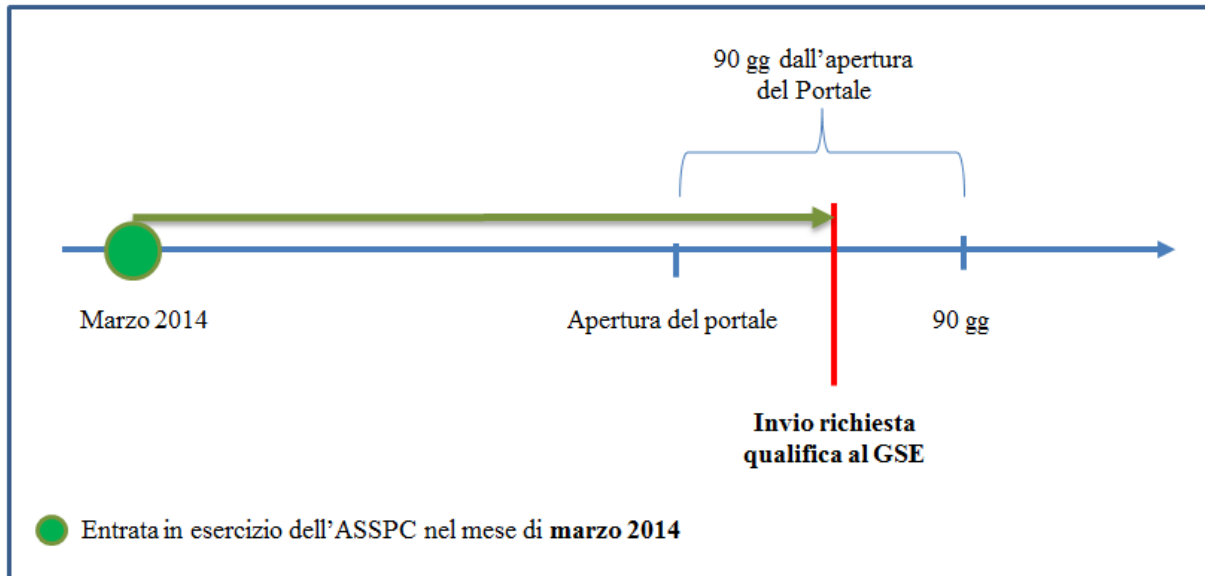 90 gg dall'apertura
del Portale
Marzo 2014
Apertura del portale
90 gg
Invio richiesta
qualifica al GSE
Entrata in esercizio dell'ASSPC nel mese di marzo 2014